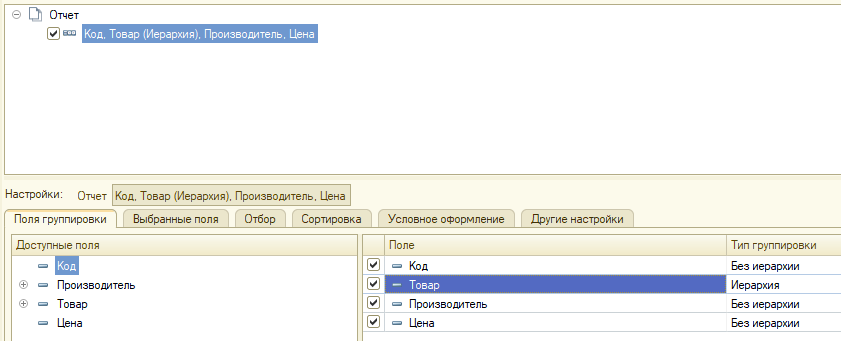 Отчет
Код, Товар (Иерархия), Производитель, Цена
Настройки: Отчет Код, Товар (Иерархия), Производитель, Цена
Поля группировки Выбранные поля Отбор Сортировка Условное оформление Другие настройки
Доступные поля Поле Тип группировки
Код Код Без иерархии
Производитель Товар Иерархия
Товар Производитель Без иерархии
Цена Цена Без иерархии